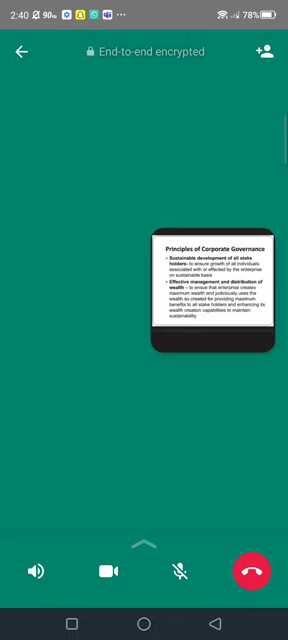 2:40
90Hz
78%
End-to-end encrypted
Principles of Corporate Governance
• Sustainable development of all stake
holders- to ensure growth of all individuals
associated with or effected by the enterprise
on sustainable basis
• Effective management and distribution of
wealth – to ensure that enterprise creates
maximum wealth and judiciously uses the
wealth so created for providing maximum
benefits to all stake holders and enhancing its
wealth creation capabilities to maintain
sustainability